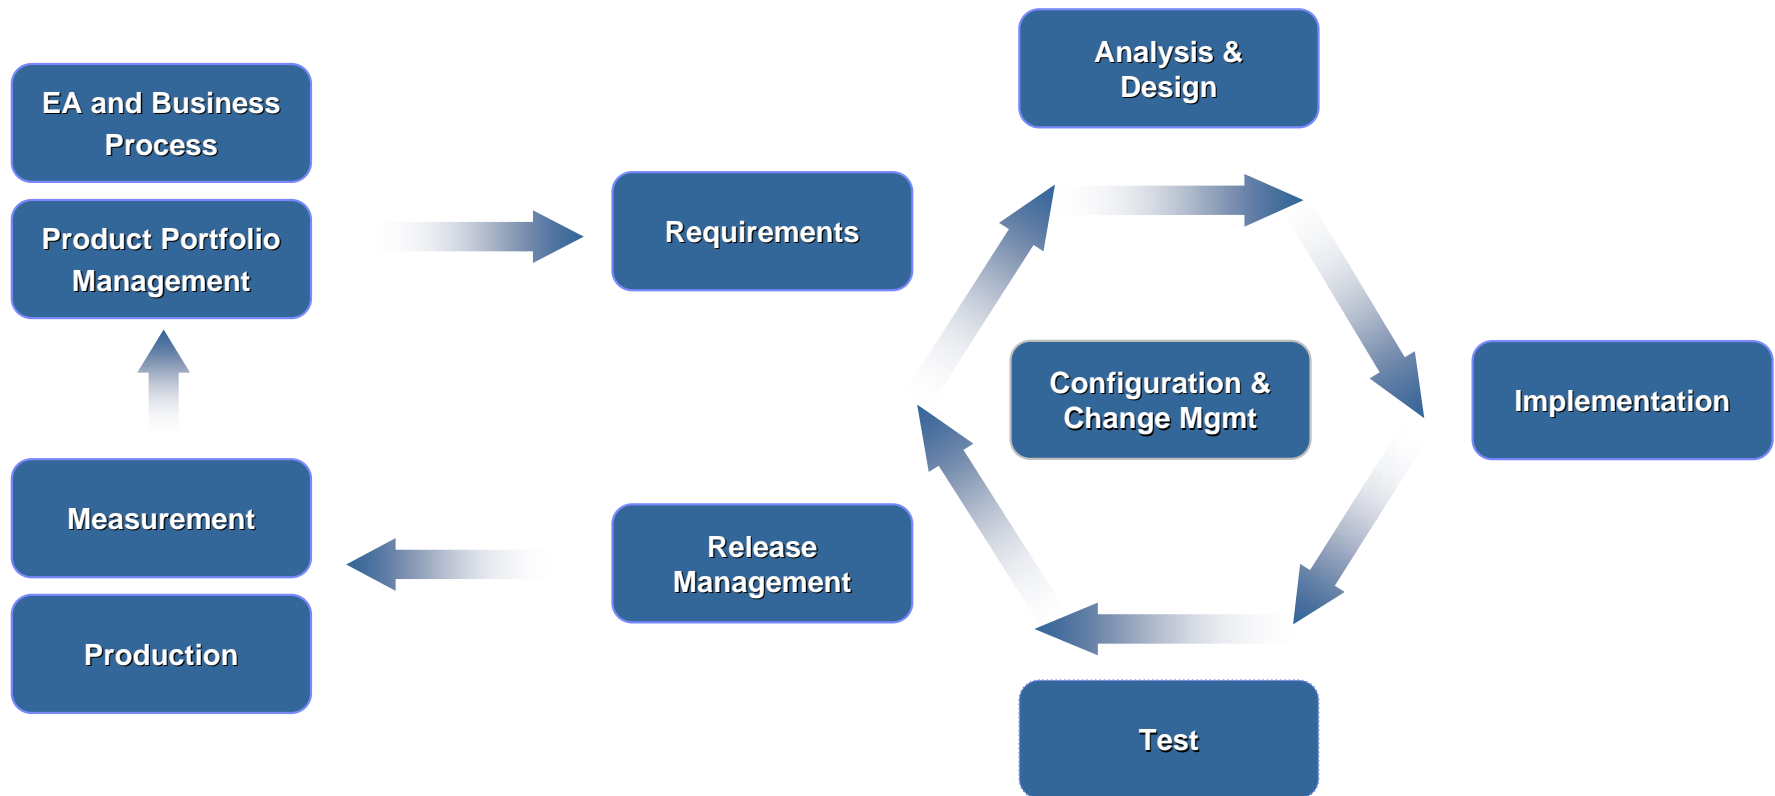 Analysis &
Design
EA and Business
Process
Product Portfolio
Management
Requirements
Configuration &
Change Mgmt
Implementation
Measurement
Release
Management
Production
Test